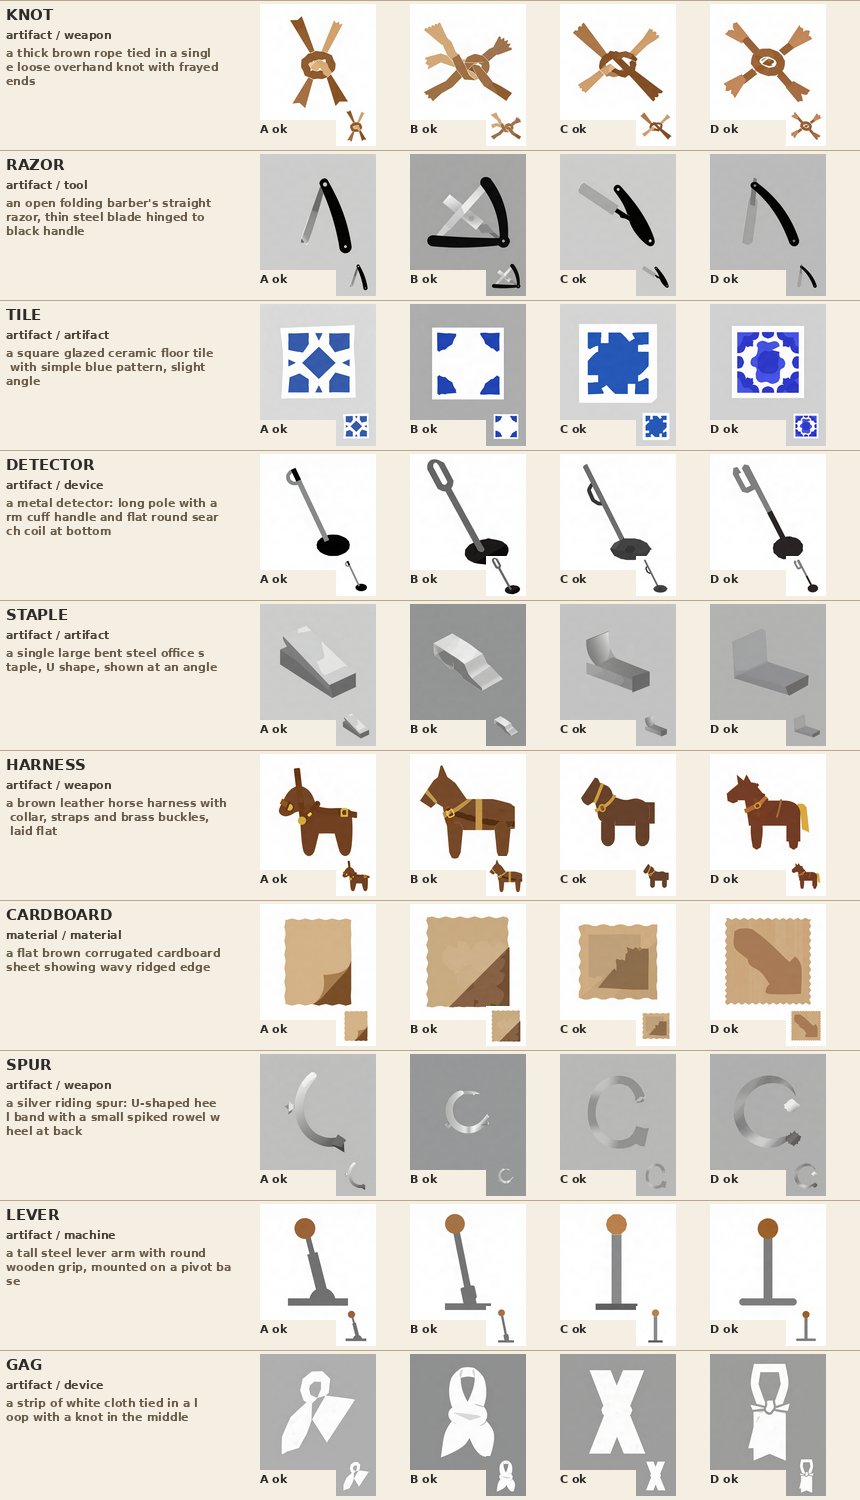 KNOT
artifact / weapon
a thick brown rope tied in a singl
e loose overhand knot with frayed
ends
A ok
B ok
C ok
D ok
RAZOR
artifact / tool
an open folding barber's straight
razor, thin steel blade hinged to
black handle
A ok
B ok
C ok
D ok
TILE
artifact / artifact
a square glazed ceramic floor tile
with simple blue pattern, slight
angle
A ok
B ok
C ok
D ok
DETECTOR
artifact / device
a metal detector: long pole with a
rm cuff handle and flat round sear
ch coil at bottom
A ok
B ok
C ok
D ok
STAPLE
artifact / artifact
a single large bent steel office s
taple, U shape, shown at an angle
A ok
B ok
C ok
D ok
HARNESS
artifact / weapon
a brown leather horse harness with
collar, straps and brass buckles,
laid flat
A ok
B ok
C ok
D ok
CARDBOARD
material / material
a flat brown corrugated cardboard
sheet showing wavy ridged edge
A ok
B ok
C ok
D ok
SPUR
artifact / weapon
a silver riding spur: U-shaped hee
l band with a small spiked rowel w
heel at back
A ok
B ok
C ok
D ok
LEVER
artifact / machine
a tall steel lever arm with round
wooden grip, mounted on a pivot ba
se
A ok
B ok
C ok
D ok
GAG
artifact / device
a strip of white cloth tied in a l
oop with a knot in the middle
A ok
B ok
C ok
D ok